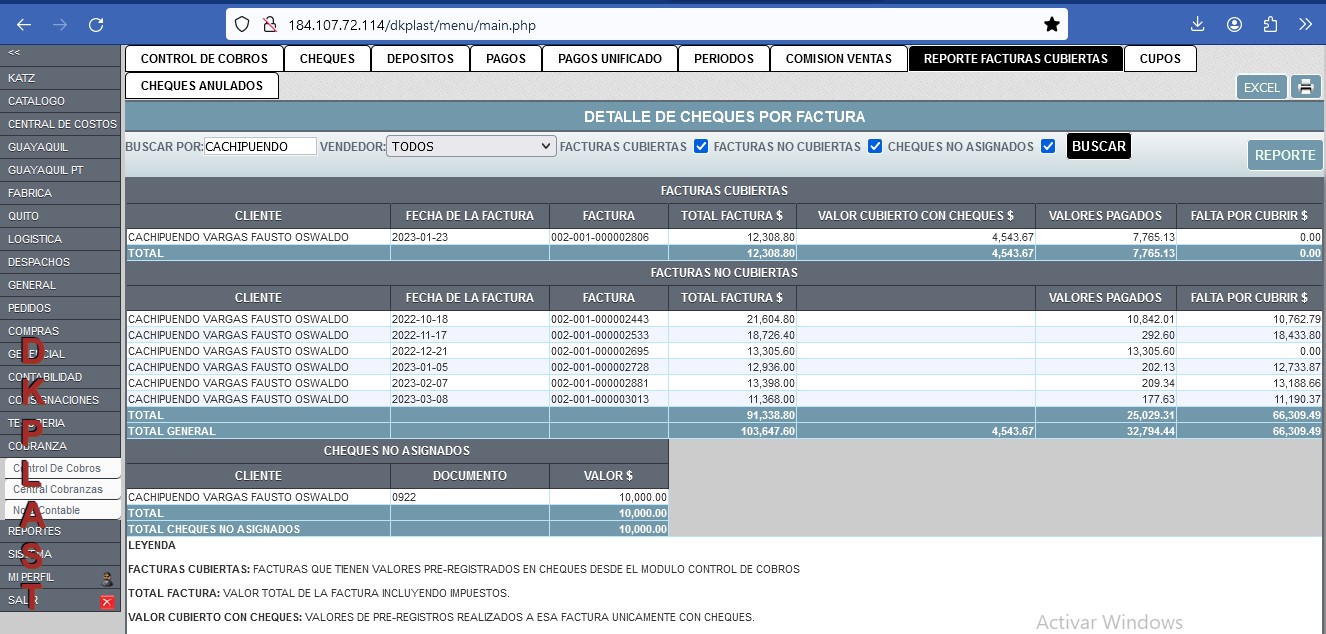 184.107.72.114/dkplast/menu/main.php
<<
KATZ
CATALOGO
CENTRAL DE COSTOS
GUAYAQUIL
GUAYAQUIL PT
FABRICA
QUITO
LOGISTICA
DESPACHOS
GENERAL
PEDIDOS
COMPRAS
GERENCIAL
CONTABILIDAD
CONSIGNACIONES
TESORERIA
COBRANZA
Control De Cobros
Central Cobranzas
Nota Contable
REPORTES
SISTEMA
MI PERFIL
SALIR
DKPLAST
CONTROL DE COBROS CHEQUES DEPOSITOS PAGOS PAGOS UNIFICADO PERIODOS COMISION VENTAS REPORTE FACTURAS CUBIERTAS CUPOS
CHEQUES ANULADOS
EXCEL
DETALLE DE CHEQUES POR FACTURA
BUSCAR POR: CACHIPUENDO VENDEDOR: TODOS FACTURAS CUBIERTAS FACTURAS NO CUBIERTAS CHEQUES NO ASIGNADOS BUSCAR
REPORTE
FACTURAS CUBIERTAS
CLIENTE FECHA DE LA FACTURA FACTURA TOTAL FACTURA $ VALOR CUBIERTO CON CHEQUES $ VALORES PAGADOS FALTA POR CUBRIR $
CACHIPUENDO VARGAS FAUSTO OSWALDO 2023-01-23 002-001-000002806 12,308.80 4,543.67 7,765.13 0.00
TOTAL 12,308.80 4,543.67 7,765.13 0.00
FACTURAS NO CUBIERTAS
CLIENTE FECHA DE LA FACTURA FACTURA TOTAL FACTURA $ VALORES PAGADOS FALTA POR CUBRIR $
CACHIPUENDO VARGAS FAUSTO OSWALDO 2022-10-18 002-001-000002443 21,604.80 10,842.01 10,762.79
CACHIPUENDO VARGAS FAUSTO OSWALDO 2022-11-17 002-001-000002533 18,726.40 292.60 18,433.80
CACHIPUENDO VARGAS FAUSTO OSWALDO 2022-12-21 002-001-000002695 13,305.60 13,305.60 0.00
CACHIPUENDO VARGAS FAUSTO OSWALDO 2023-01-05 002-001-000002728 12,936.00 202.13 12,733.87
CACHIPUENDO VARGAS FAUSTO OSWALDO 2023-02-07 002-001-000002881 13,398.00 209.34 13,188.66
CACHIPUENDO VARGAS FAUSTO OSWALDO 2023-03-08 002-001-000003013 11,368.00 177.63 11,190.37
TOTAL 91,338.80 25,029.31 66,309.49
TOTAL GENERAL 103,647.60 4,543.67 32,794.44 66,309.49
CHEQUES NO ASIGNADOS
CLIENTE DOCUMENTO VALOR $
CACHIPUENDO VARGAS FAUSTO OSWALDO 0922 10,000.00
TOTAL 10,000.00
TOTAL CHEQUES NO ASIGNADOS 10,000.00
LEYENDA
FACTURAS CUBIERTAS: FACTURAS QUE TIENEN VALORES PRE-REGISTRADOS EN CHEQUES DESDE EL MODULO CONTROL DE COBROS
TOTAL FACTURA: VALOR TOTAL DE LA FACTURA INCLUYENDO IMPUESTOS.
VALOR CUBIERTO CON CHEQUES: VALORES DE PRE-REGISTROS REALIZADOS A ESA FACTURA UNICAMENTE CON CHEQUES.
Activar Windows